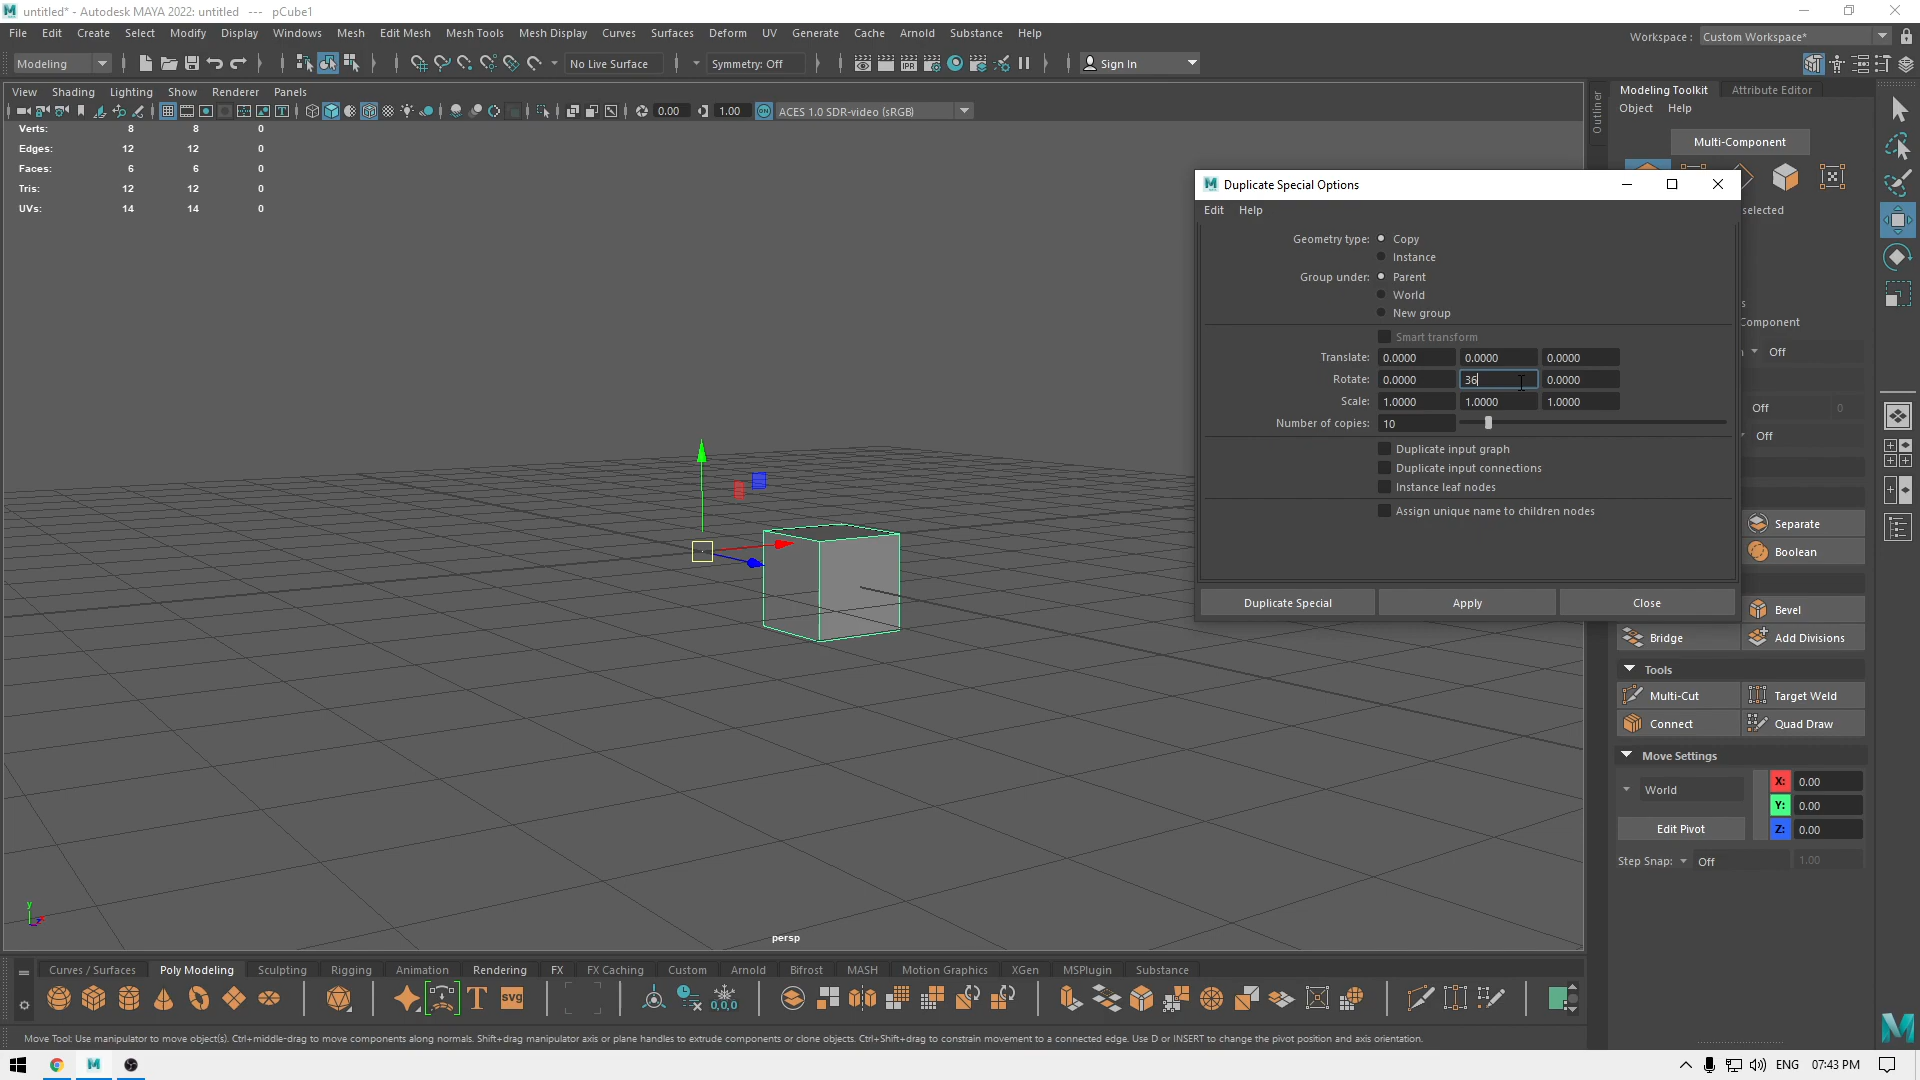 untitled* - Autodesk MAYA 2022: untitled --- pCube1
File Edit Create Select Modify Display Windows Mesh Edit Mesh Mesh Tools Mesh Display Curves Surfaces Deform UV Generate Cache Arnold Substance Help
Workspace : Custom Workspace*
Modeling No Live Surface Symmetry: Off Sign In
View Shading Lighting Show Renderer Panels
0.00 1.00 ACES 1.0 SDR-video (sRGB)
Outliner
Modeling Toolkit Attribute Editor
Object Help
Multi-Component
selected
Verts: 8 8 0
Edges: 12 12 0
Faces: 6 6 0
Tris: 12 12 0
UVs: 14 14 0
Duplicate Special Options
Edit Help
Geometry type: Copy
Instance
Group under: Parent
World
New group
Smart transform
Translate: 0.0000 0.0000 0.0000
Rotate: 0.0000 36 0.0000
Scale: 1.0000 1.0000 1.0000
Number of copies: 10
Duplicate input graph
Duplicate input connections
Instance leaf nodes
Assign unique name to children nodes
Duplicate Special Apply Close
s
Component
Off
Off 0
Off
Separate
Boolean
Bevel
Bridge Add Divisions
Tools
Multi-Cut Target Weld
Connect Quad Draw
Move Settings
World
X: 0.00
Y: 0.00
Edit Pivot
Z: 0.00
Step Snap: Off 1.00
y
persp
Curves / Surfaces Poly Modeling Sculpting Rigging Animation Rendering FX FX Caching Custom Arnold Bifrost MASH Motion Graphics XGen MSPlugin Substance
T svg 0,0,0
Move Tool: Use manipulator to move object(s). Ctrl+middle-drag to move components along normals. Shift+drag manipulator axis or plane handles to extrude components or clone objects. Ctrl+Shift+drag to constrain movement to a connected edge. Use D or INSERT to change the pivot position and axis orientation.
ENG 07:43 PM